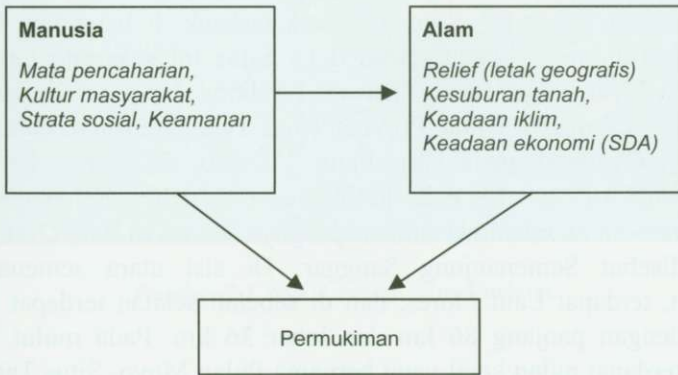 Manusia
Mata pencaharian,
Kultur masyarakat,
Strata sosial, Keamanan
Alam
Relief (letak geografis)
Kesuburan tanah,
Keadaan iklim,
Keadaan ekonomi (SDA)
Permukiman